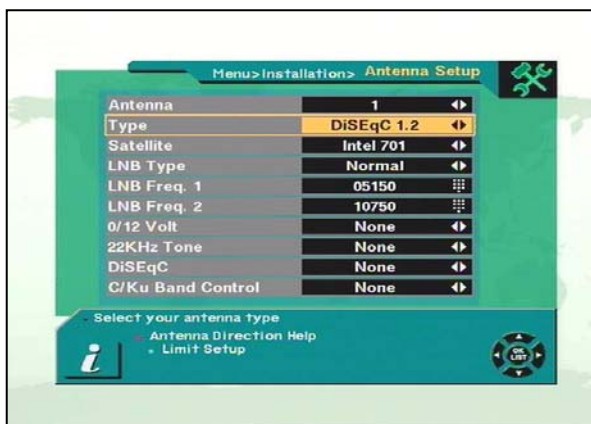 Menu>Installation> Antenna Setup
Antenna 1
Type DiSEqC 1.2
Satellite Intel 701
LNB Type Normal
LNB Freq. 1 05150
LNB Freq. 2 10750
0/12 Volt None
22KHz Tone None
DiSEqC None
C/Ku Band Control None
Select your antenna type
Antenna Direction Help
Limit Setup
i
OK
LIST